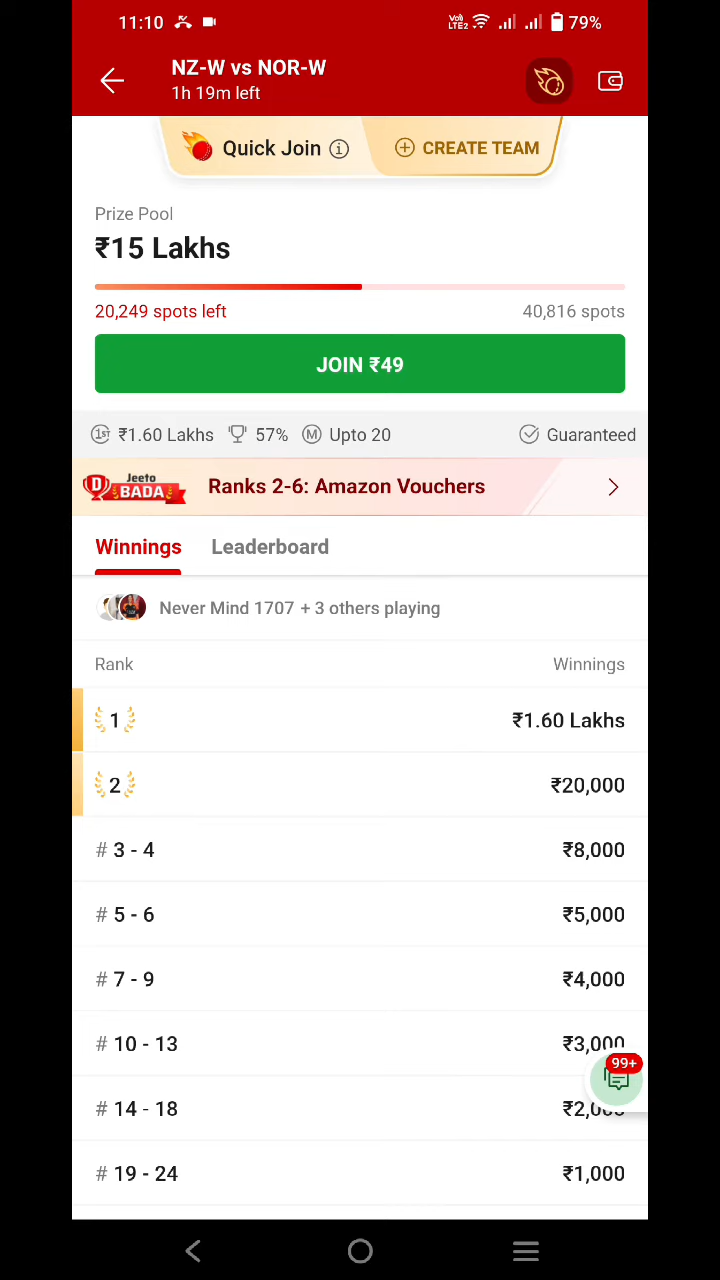 11:10
Vo) LTE2 79%
NZ-W vs NOR-W
1h 19m left
Quick Join
CREATE TEAM
Prize Pool
₹15 Lakhs
20,249 spots left 40,816 spots
JOIN ₹49
1ST ₹1.60 Lakhs 57% M Upto 20 Guaranteed
D Jeeto BADA Ranks 2-6: Amazon Vouchers
Winnings Leaderboard
Never Mind 1707 + 3 others playing
Rank Winnings
1 ₹1.60 Lakhs
2 ₹20,000
# 3 - 4 ₹8,000
# 5 - 6 ₹5,000
# 7 - 9 ₹4,000
# 10 - 13 ₹3,000
99+
# 14 - 18 ₹2,000
# 19 - 24 ₹1,000